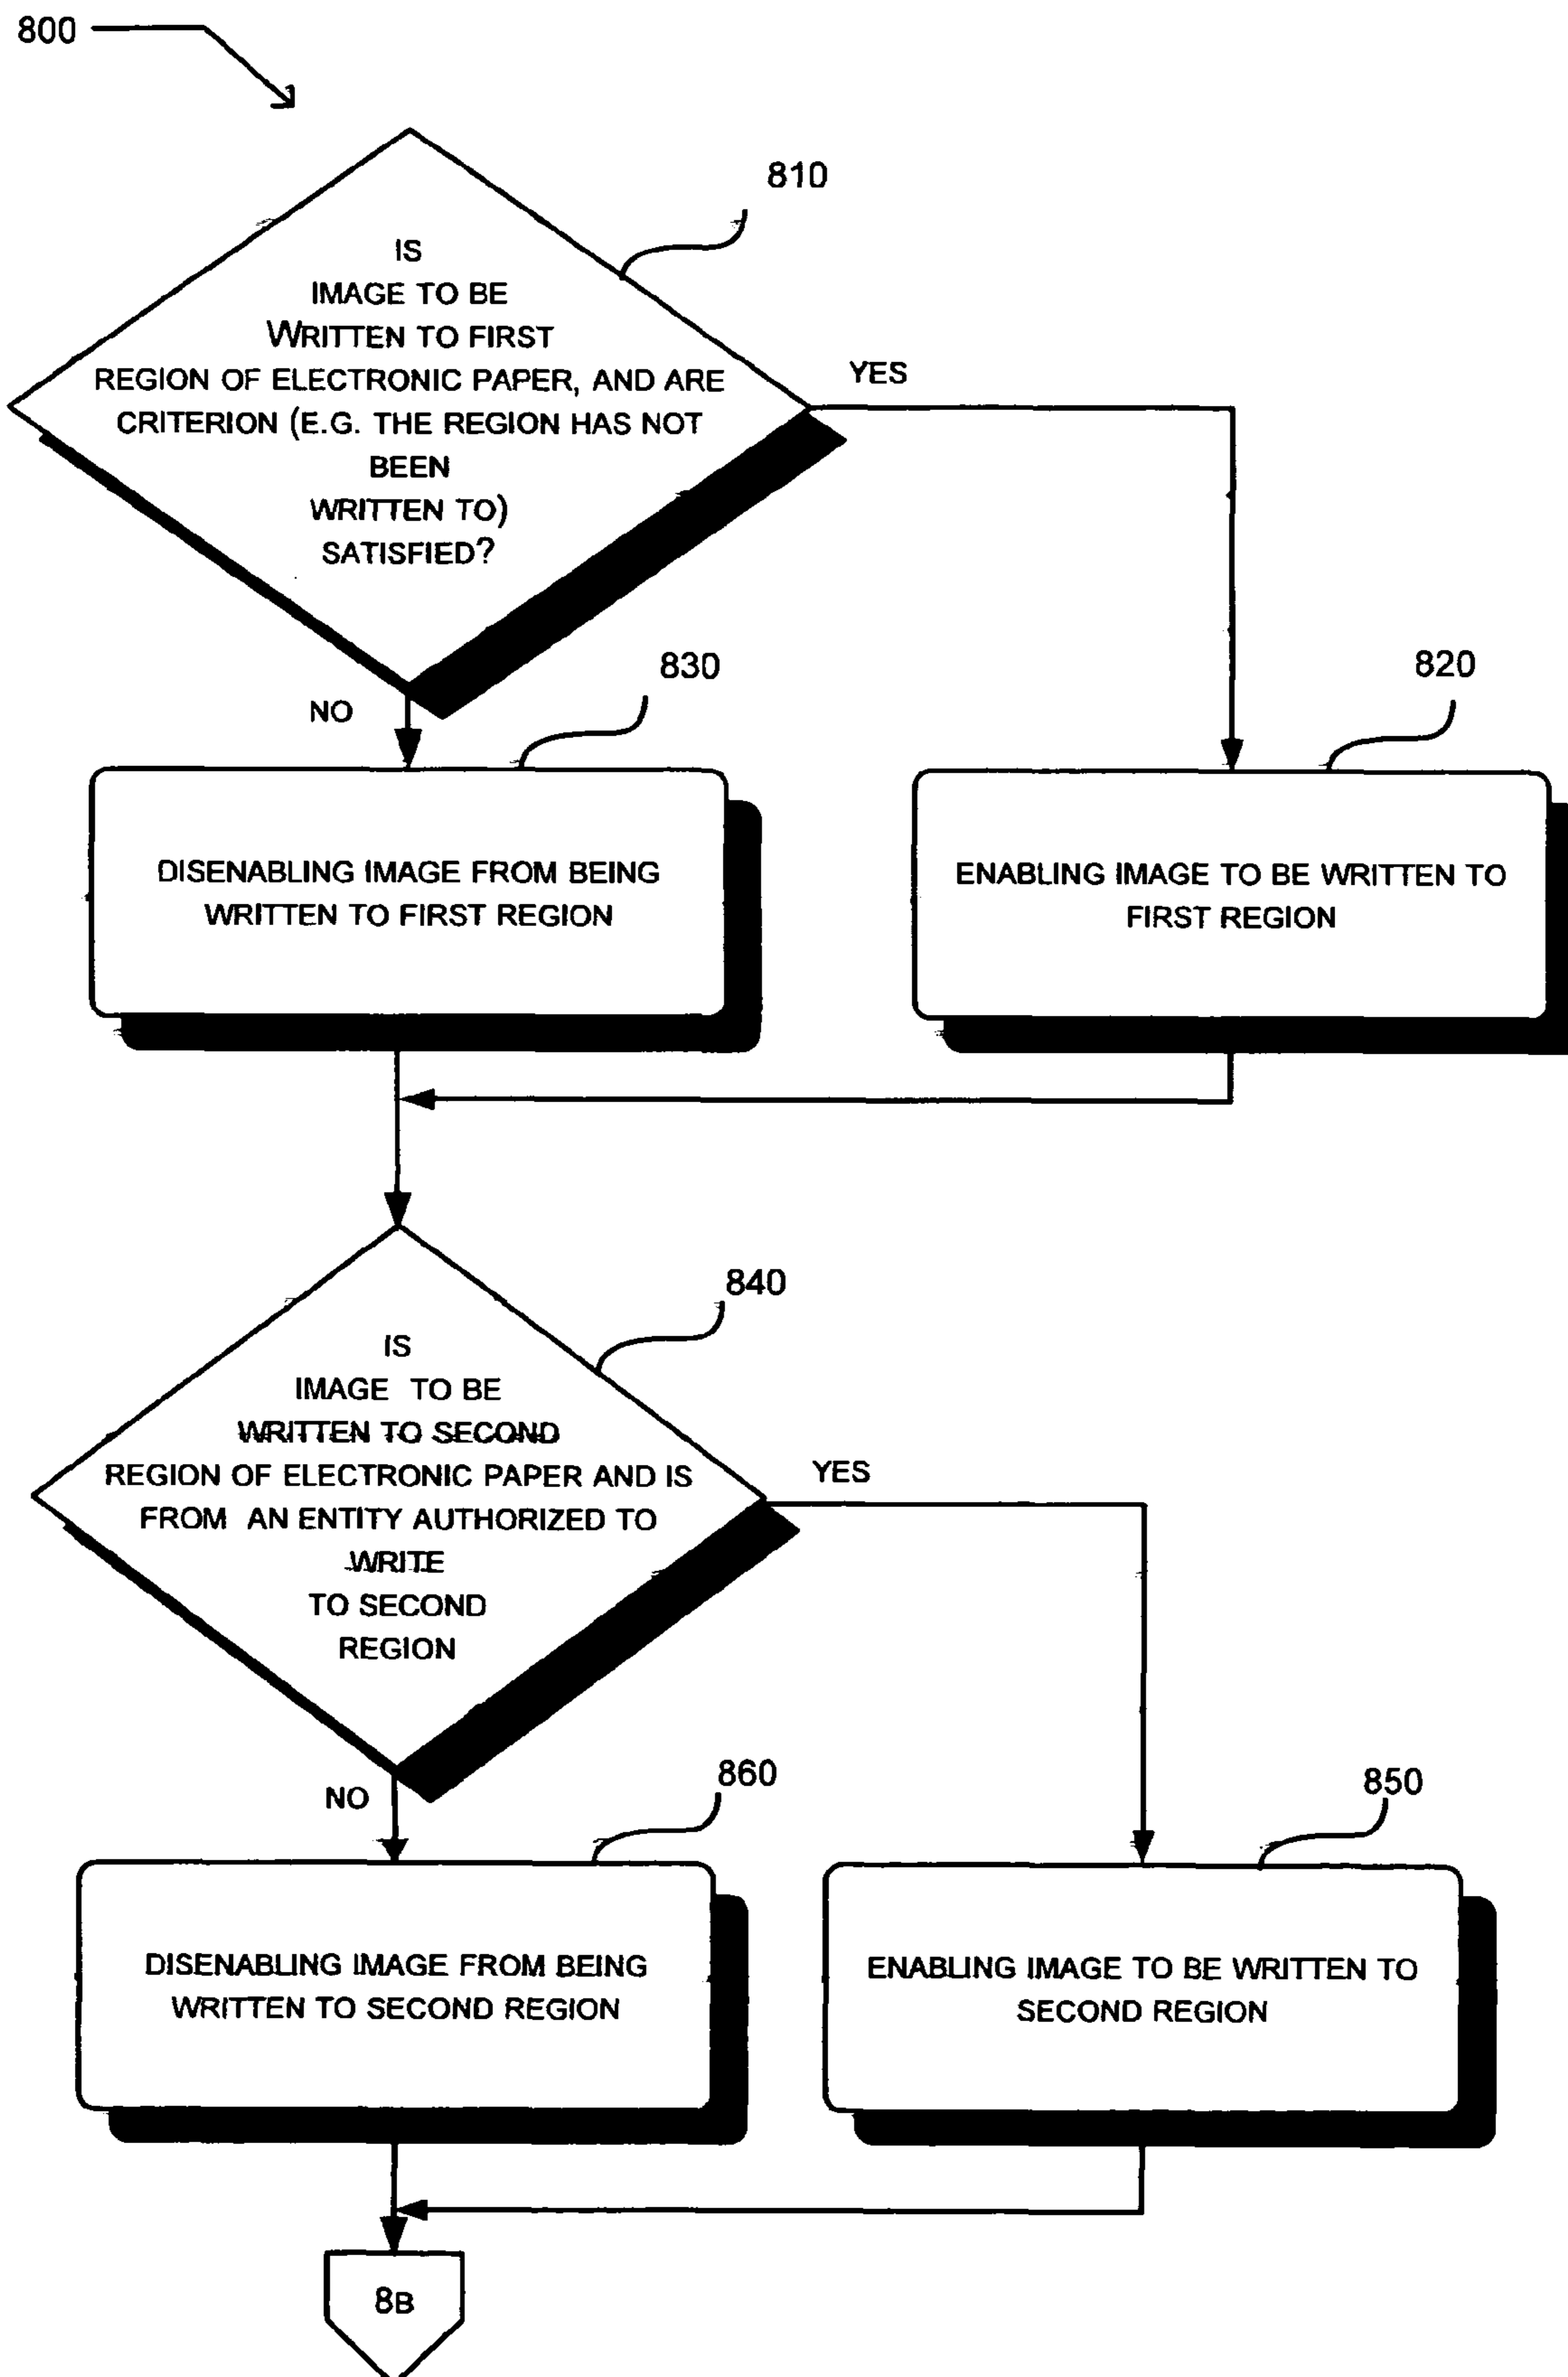 800
810
IS
IMAGE TO BE
WRITTEN TO FIRST
REGION OF ELECTRONIC PAPER, AND ARE
CRITERION (E.G. THE REGION HAS NOT
BEEN
WRITTEN TO)
SATISFIED?
YES
NO
830
820
DISENABLING IMAGE FROM BEING
WRITTEN TO FIRST REGION
ENABLING IMAGE TO BE WRITTEN TO
FIRST REGION
840
IS
IMAGE TO BE
WRITTEN TO SECOND
REGION OF ELECTRONIC PAPER AND IS
FROM AN ENTITY AUTHORIZED TO
WRITE
TO SECOND
REGION
YES
NO
860
850
DISENABLING IMAGE FROM BEING
WRITTEN TO SECOND REGION
ENABLING IMAGE TO BE WRITTEN TO
SECOND REGION
8B